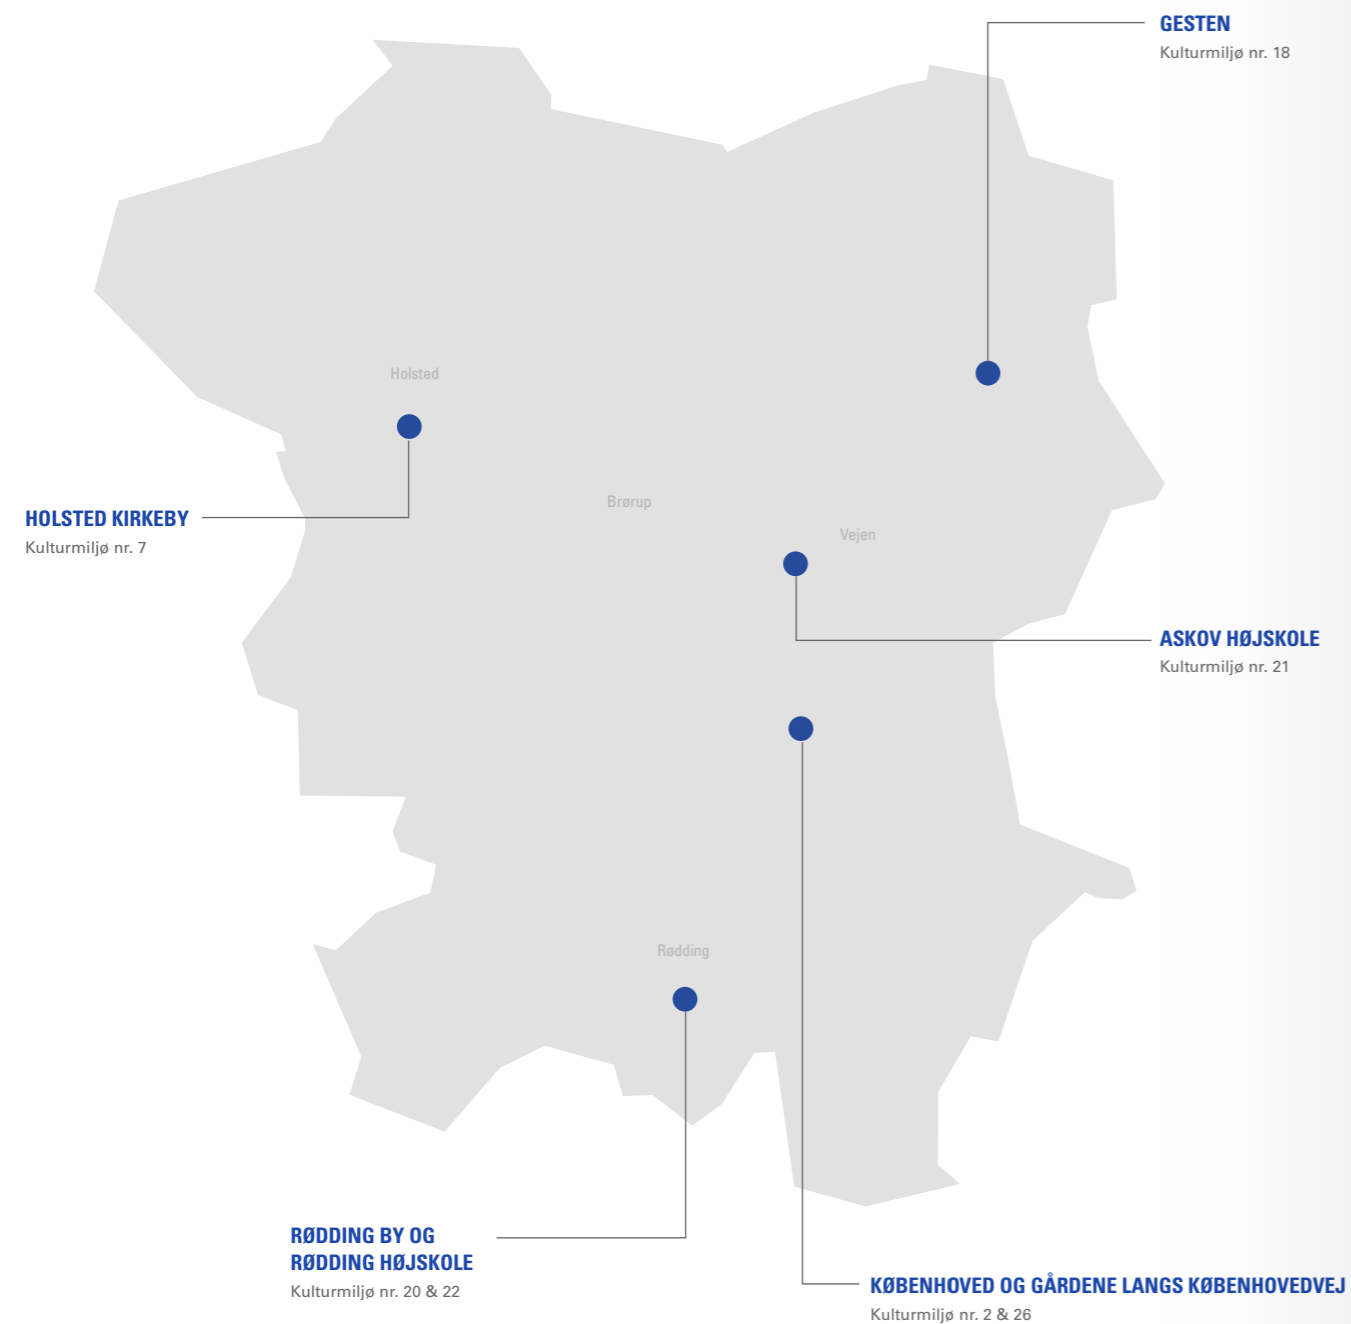 GESTEN
Kulturmiljø nr. 18
Holsted
HOLSTED KIRKEBY
Kulturmiljø nr. 7
Brørup
Vejen
ASKOV HØJSKOLE
Kulturmiljø nr. 21
Rødding
RØDDING BY OG
RØDDING HØJSKOLE
Kulturmiljø nr. 20 & 22
KØBENHOVED OG GÅRDENE LANGS KØBENHOVEDVEJ
Kulturmiljø nr. 2 & 26